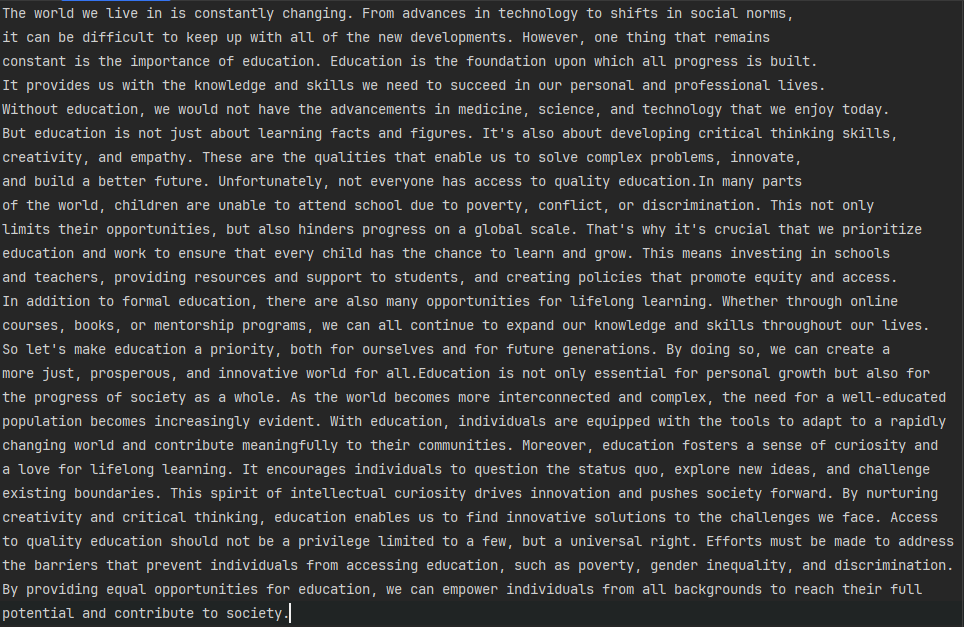 The world we live in is constantly changing. From advances in technology to shifts in social norms,
it can be difficult to keep up with all of the new developments. However, one thing that remains
constant is the importance of education. Education is the foundation upon which all progress is built.
It provides us with the knowledge and skills we need to succeed in our personal and professional lives.
Without education, we would not have the advancements in medicine, science, and technology that we enjoy today.
But education is not just about learning facts and figures. It's also about developing critical thinking skills,
creativity, and empathy. These are the qualities that enable us to solve complex problems, innovate,
and build a better future. Unfortunately, not everyone has access to quality education.In many parts
of the world, children are unable to attend school due to poverty, conflict, or discrimination. This not only
limits their opportunities, but also hinders progress on a global scale. That's why it's crucial that we prioritize
education and work to ensure that every child has the chance to learn and grow. This means investing in schools
and teachers, providing resources and support to students, and creating policies that promote equity and access.
In addition to formal education, there are also many opportunities for lifelong learning. Whether through online
courses, books, or mentorship programs, we can all continue to expand our knowledge and skills throughout our lives.
So let's make education a priority, both for ourselves and for future generations. By doing so, we can create a
more just, prosperous, and innovative world for all.Education is not only essential for personal growth but also for
the progress of society as a whole. As the world becomes more interconnected and complex, the need for a well-educated
population becomes increasingly evident. With education, individuals are equipped with the tools to adapt to a rapidly
changing world and contribute meaningfully to their communities. Moreover, education fosters a sense of curiosity and
a love for lifelong learning. It encourages individuals to question the status quo, explore new ideas, and challenge
existing boundaries. This spirit of intellectual curiosity drives innovation and pushes society forward. By nurturing
creativity and critical thinking, education enables us to find innovative solutions to the challenges we face. Access
to quality education should not be a privilege limited to a few, but a universal right. Efforts must be made to address
the barriers that prevent individuals from accessing education, such as poverty, gender inequality, and discrimination.
By providing equal opportunities for education, we can empower individuals from all backgrounds to reach their full
potential and contribute to society.